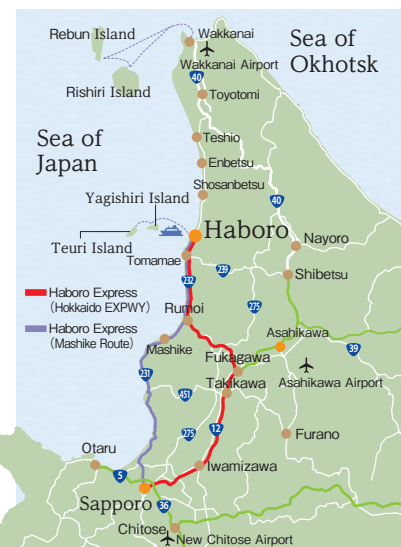 Rebun Island
Wakkanai
Sea of
Okhotsk
Wakkanai Airport
40
Rishiri Island
Toyotomi
Sea of
Japan
Teshio
Enbetsu
Shosanbetsu
Yagishiri Island
40
Haboro
Teuri Island
Nayoro
Tomamae
239
Shibetsu
232
Haboro Express
(Hokkaido EXPWY)
Rumoi
275
Haboro Express
(Mashike Route)
Asahikawa
Mashike
Fukagawa
39
231
Takikawa
Asahikawa Airport
451
275
12
Furano
Otaru
5
Iwamizawa
Sapporo
36
Chitose
New Chitose Airport